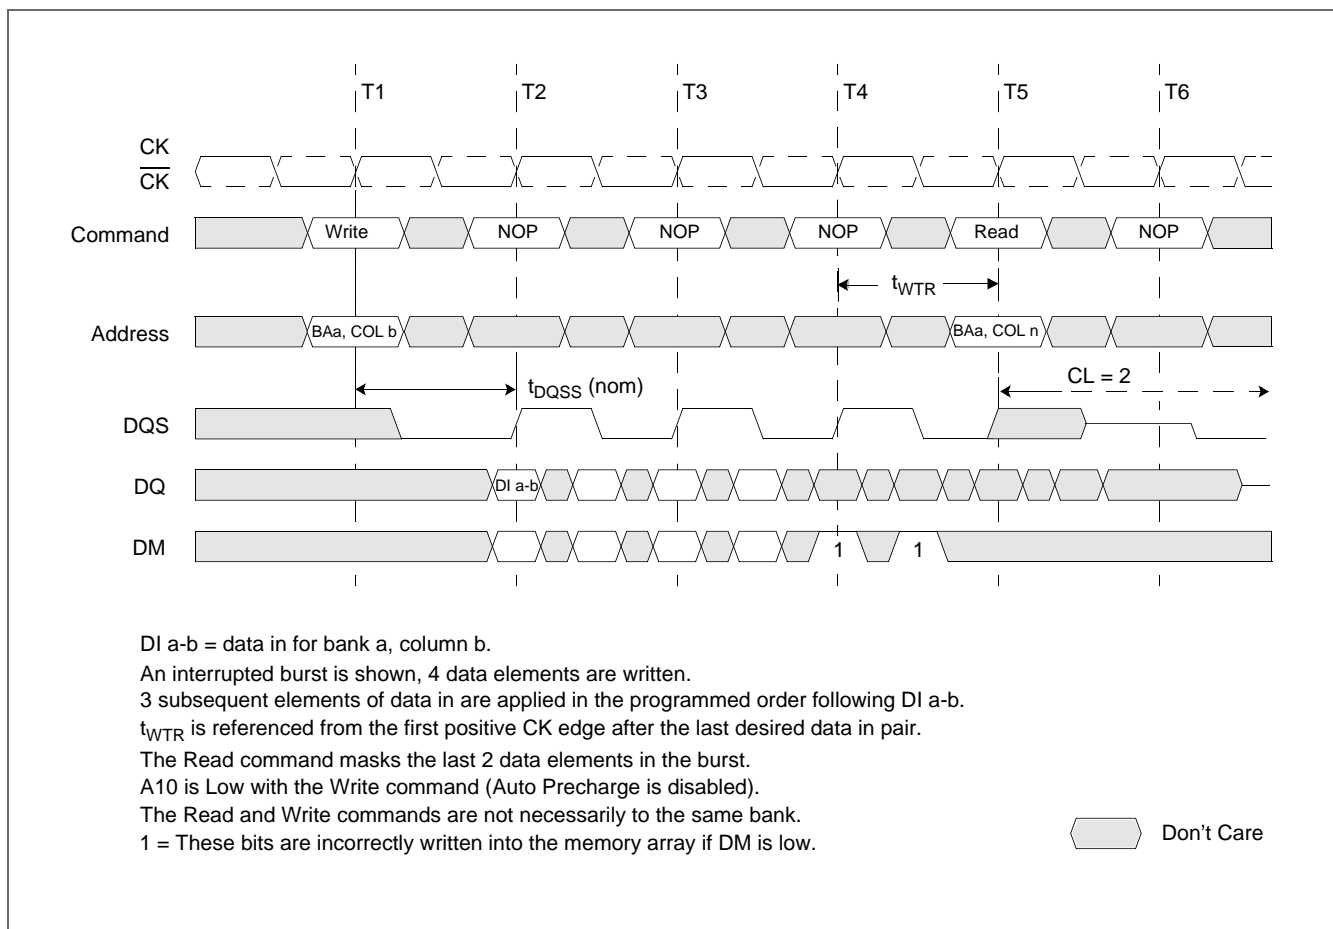 T1 T2 T3 T4 T5 T6
CK
CK
Command Write NOP NOP NOP Read NOP
tWTR
Address BAa, COL b BAa, COL n
tDQSS (nom) CL = 2
DQS
DQ DI a-b
DM 1 1
DI a-b = data in for bank a, column b.
An interrupted burst is shown, 4 data elements are written.
3 subsequent elements of data in are applied in the programmed order following DI a-b.
tWTR is referenced from the first positive CK edge after the last desired data in pair.
The Read command masks the last 2 data elements in the burst.
A10 is Low with the Write command (Auto Precharge is disabled).
The Read and Write commands are not necessarily to the same bank.
1 = These bits are incorrectly written into the memory array if DM is low.
Don't Care